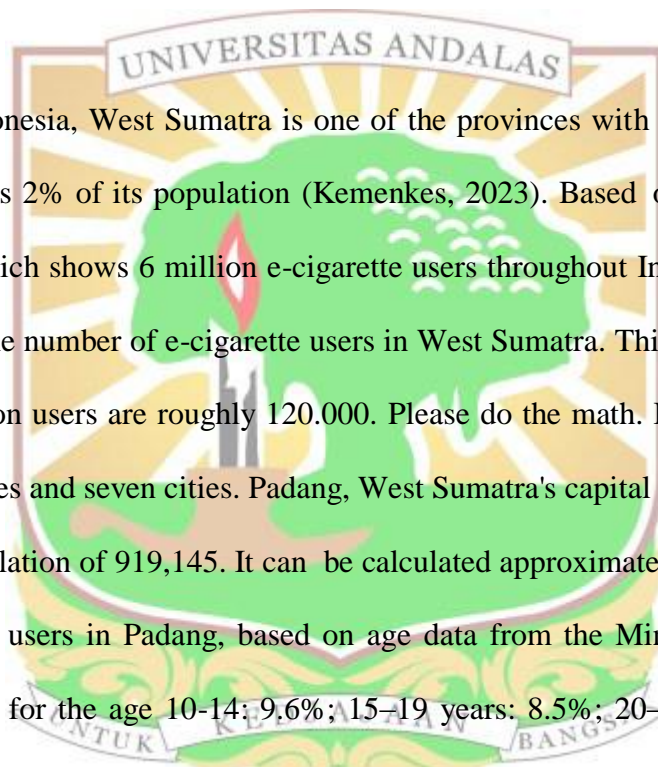 UNIVERSITAS ANDALAS
onesia, West Sumatra is one of the provinces with
s 2% of its population (Kemenkes, 2023). Based o
ich shows 6 million e-cigarette users throughout In
e number of e-cigarette users in West Sumatra. Thi
on users are roughly 120.000. Please do the math. I
es and seven cities. Padang, West Sumatra's capital
lation of 919,145. It can be calculated approximate
users in Padang, based on age data from the Min
for the age 10-14: 9.6%; 15–19 years: 8.5%; 20–
UNTUK KEDJAJAAN BANGSA